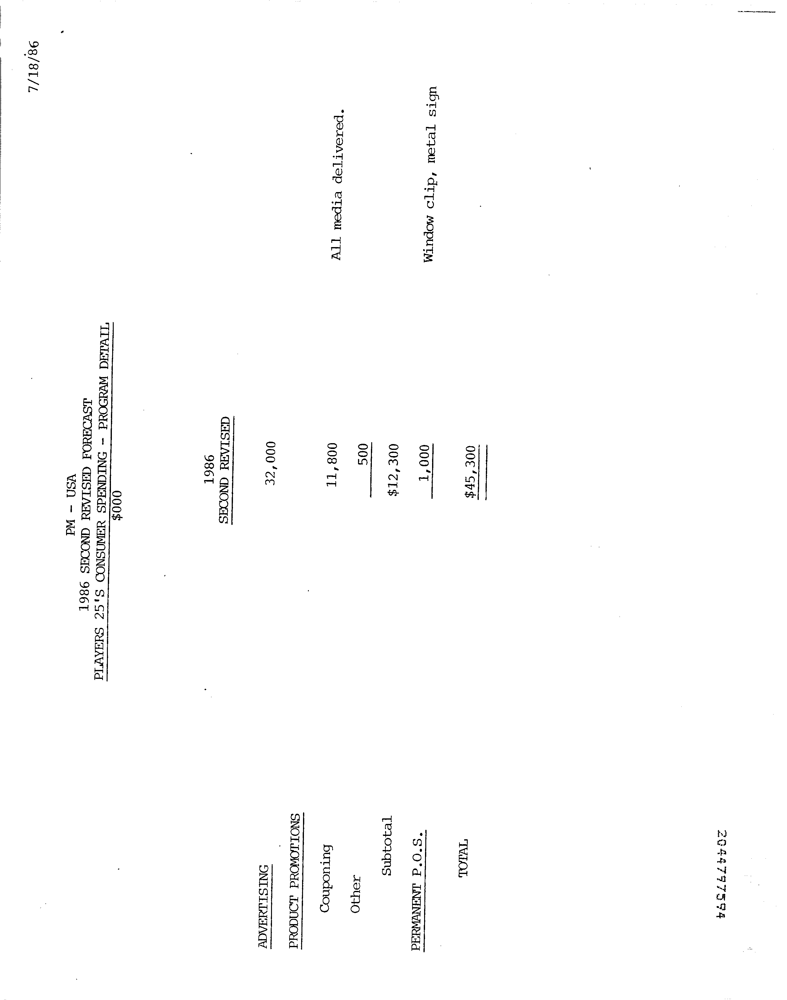 7/18/86
PM - USA
1986 SECOND REVISED FORECAST
PLAYERS 25'S CONSUMER SPENDING - PROGRAM DETAIL
$000
1986
SECOND REVISED
ADVERTISING 32,000
PRODUCT PROMOTIONS
Couponing 11,800 All media delivered.
Other 500
Subtotal $12,300
PERMANENT P.O.S. 1,000 Window clip, metal sign
TOTAL $45,300
2044797594